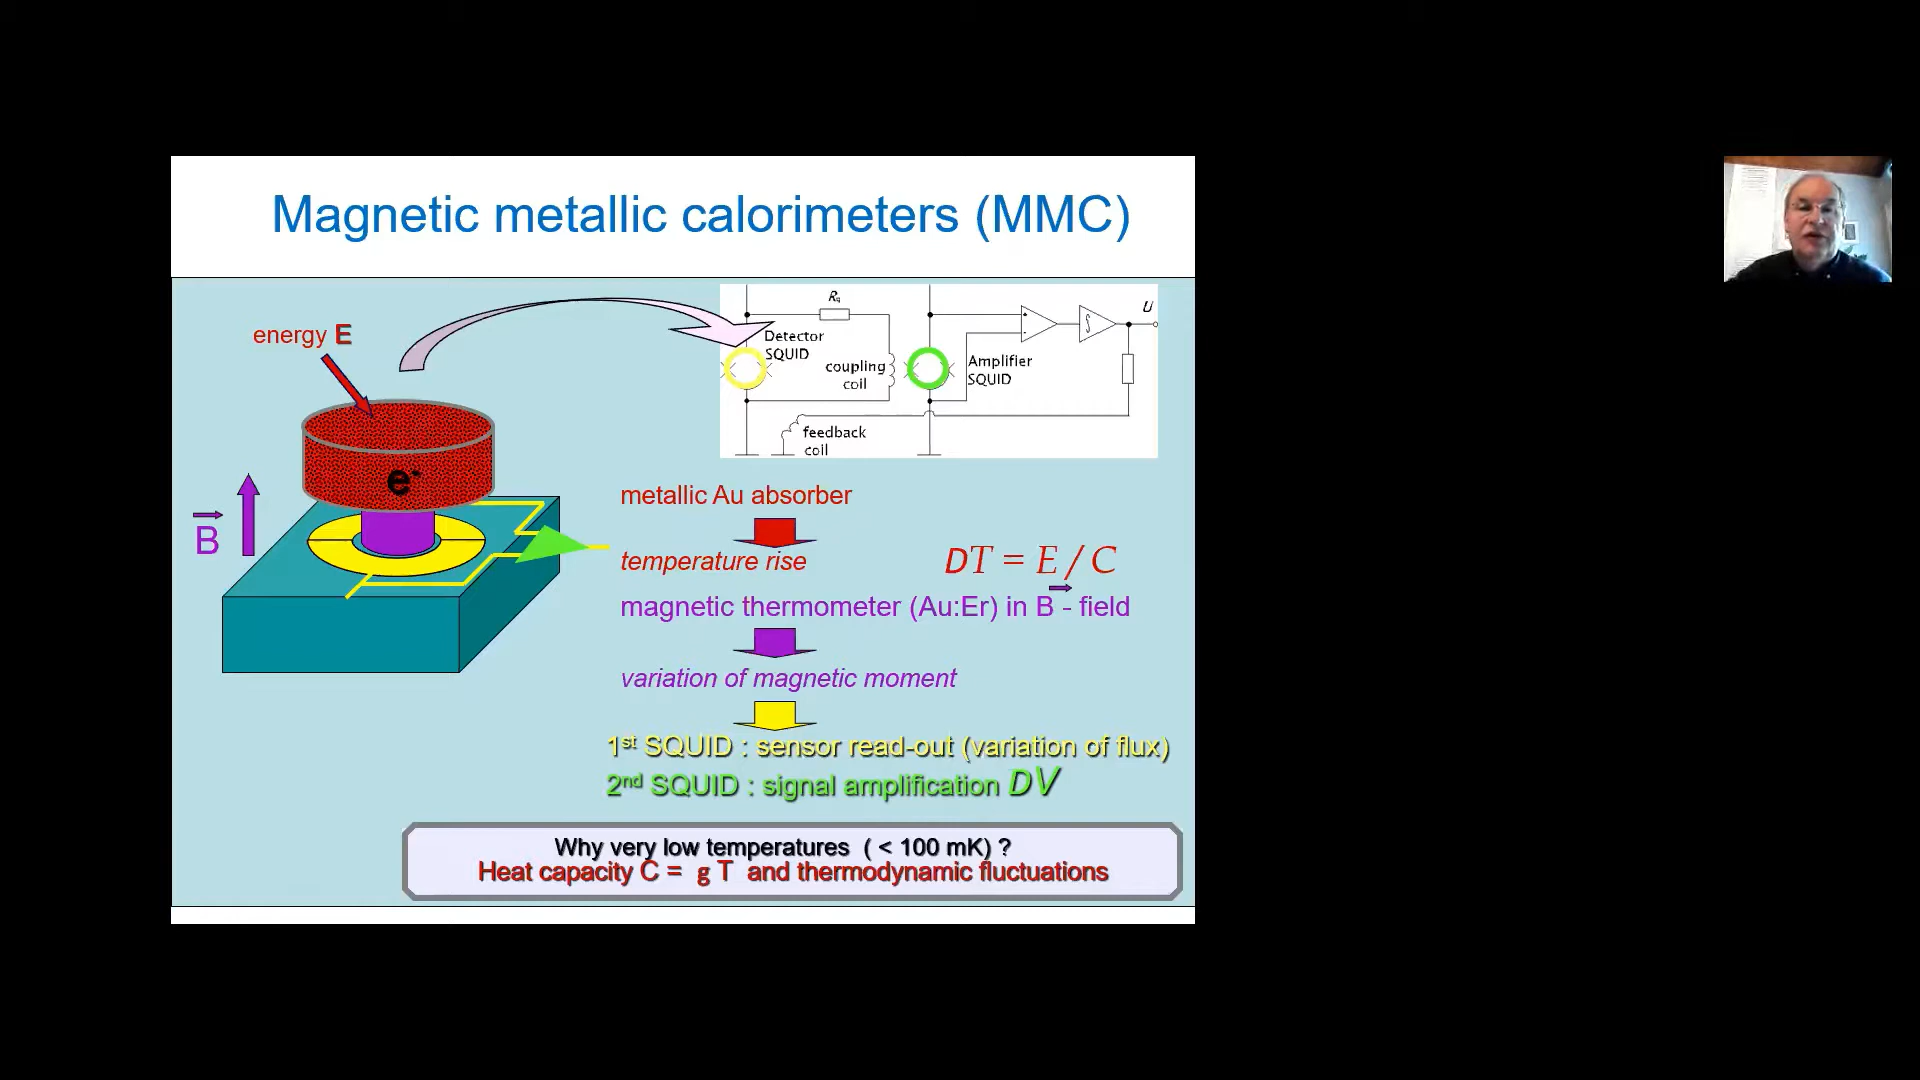 Magnetic metallic calorimeters (MMC)
energy E
e-
B
Rg
Detector
SQUID
coupling
coil
Amplifier
SQUID
U
feedback
coil
metallic Au absorber
temperature rise
DT = E / C
magnetic thermometer (Au:Er) in B - field
variation of magnetic moment
1st SQUID : sensor read-out (variation of flux)
2nd SQUID : signal amplification DV
Why very low temperatures ( < 100 mK) ?
Heat capacity C = g T and thermodynamic fluctuations